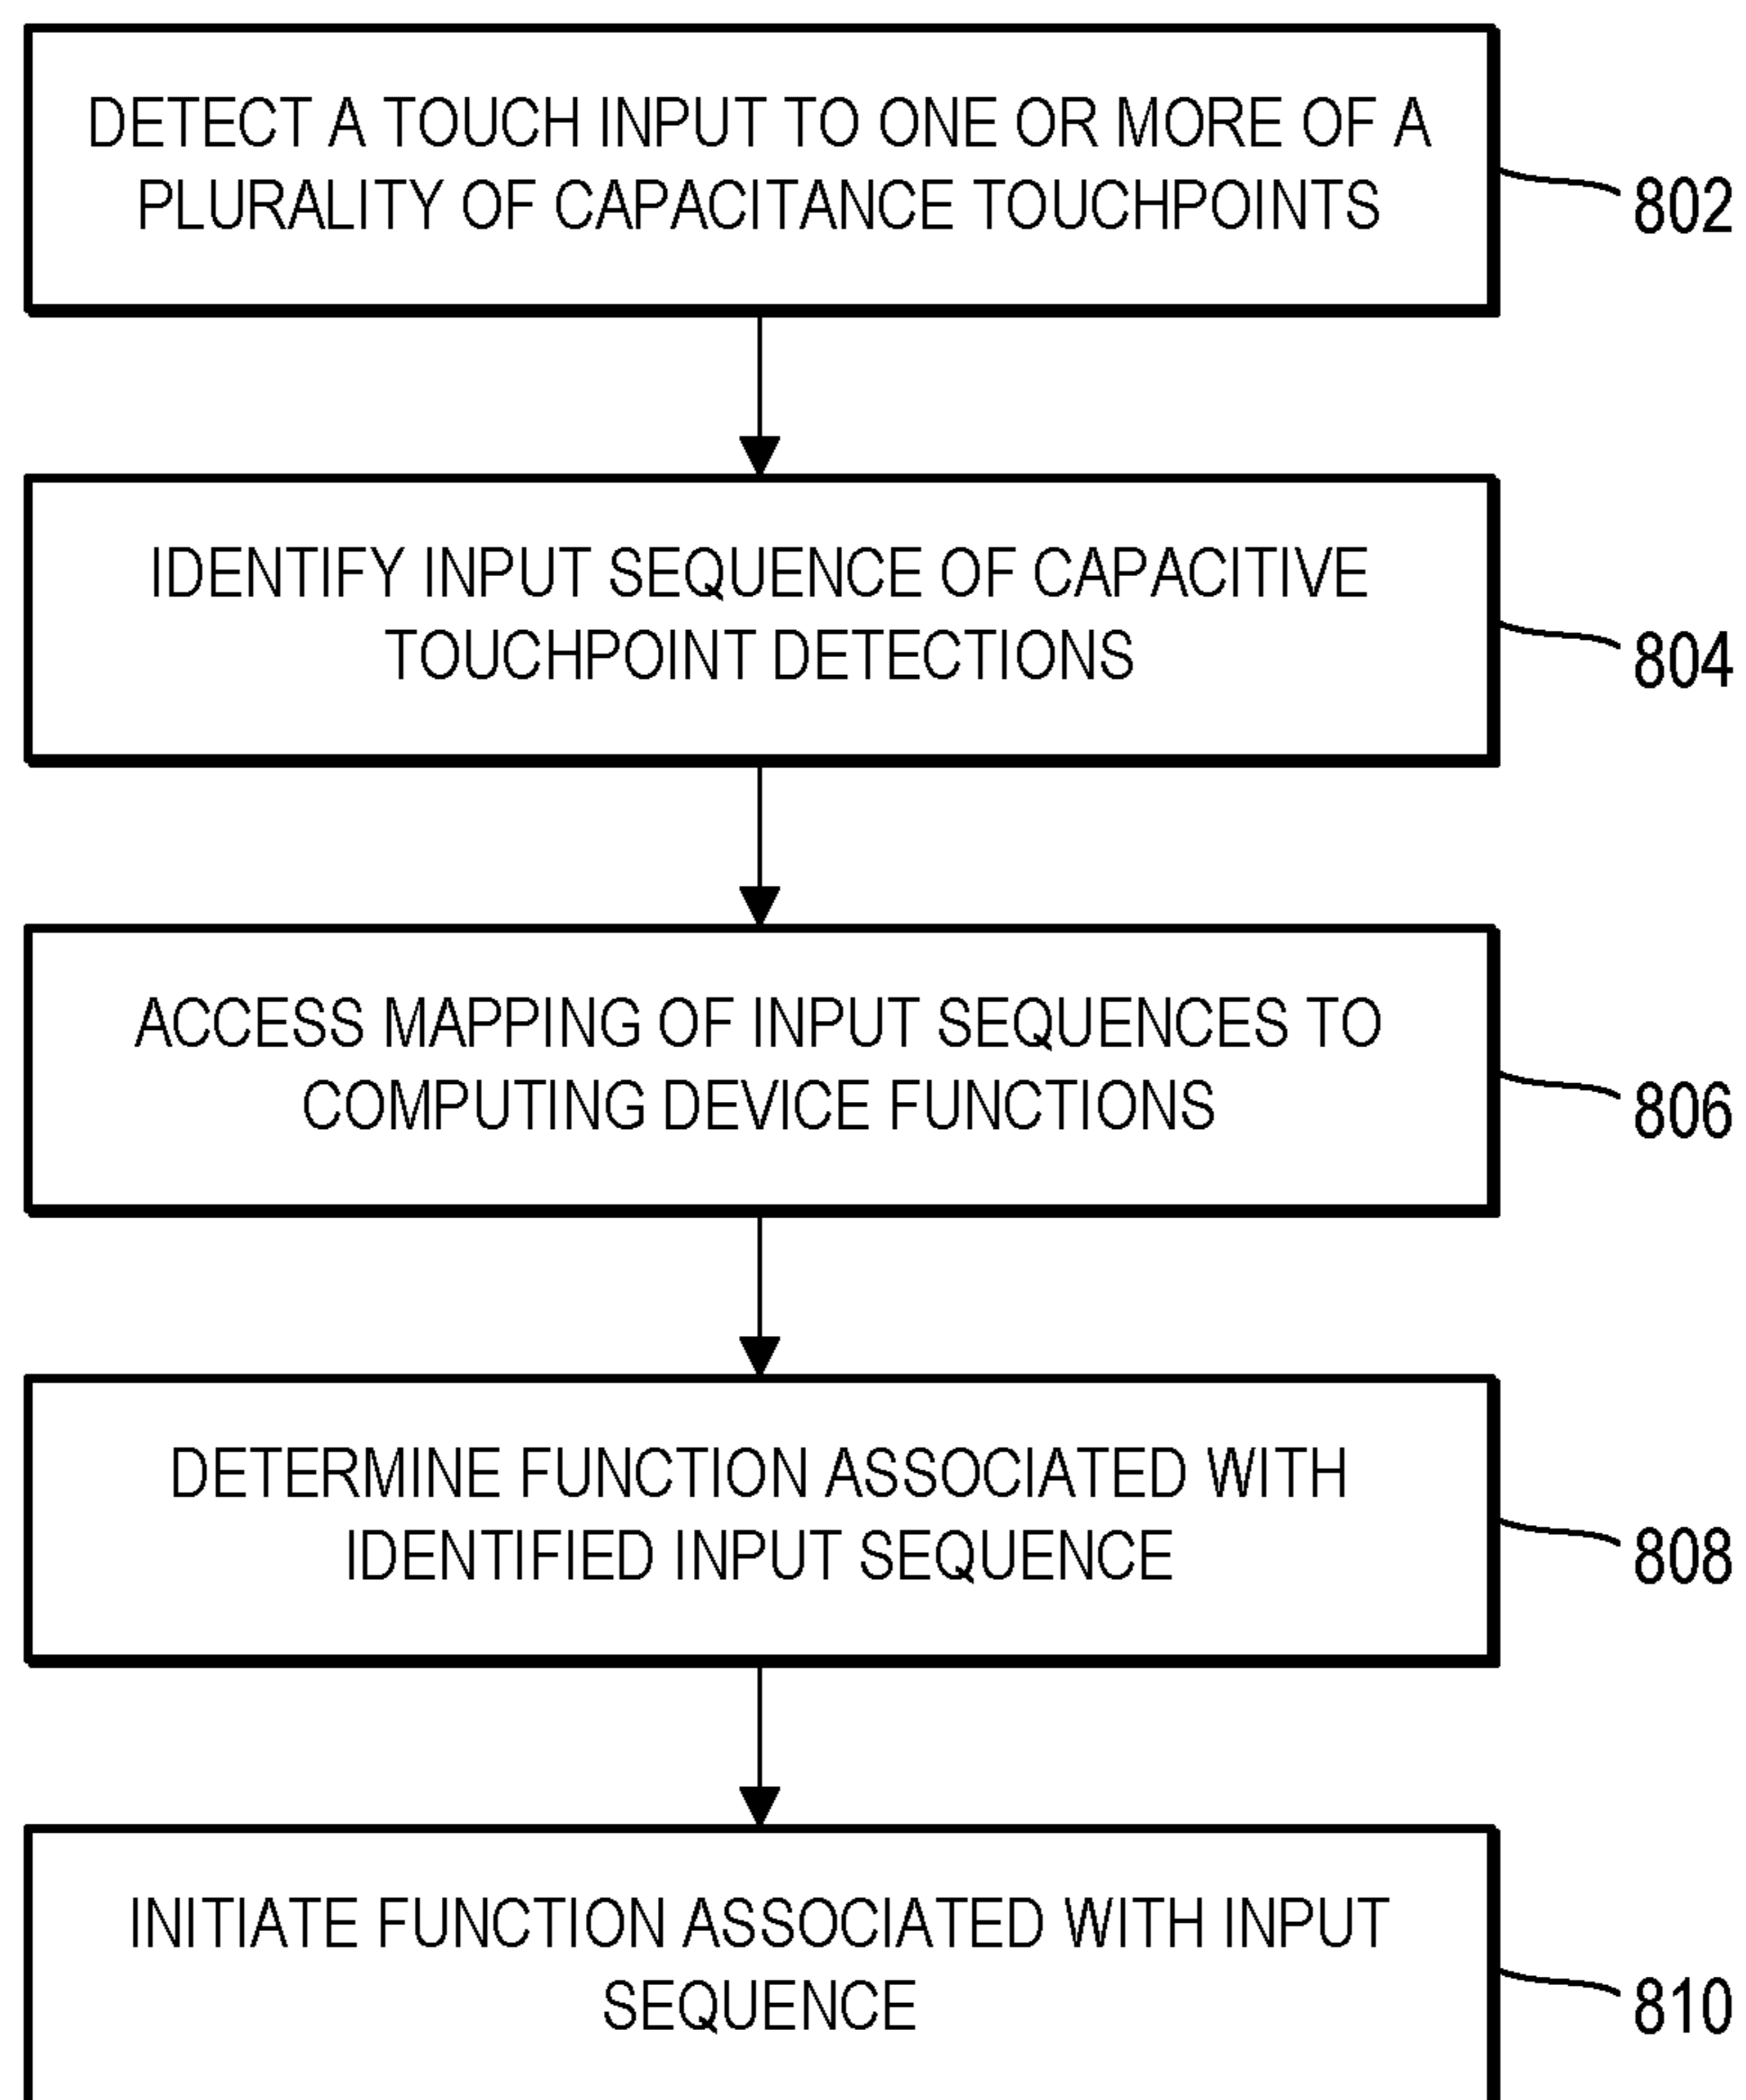 DETECT A TOUCH INPUT TO ONE OR MORE OF A
PLURALITY OF CAPACITANCE TOUCHPOINTS
802
IDENTIFY INPUT SEQUENCE OF CAPACITIVE
TOUCHPOINT DETECTIONS
804
ACCESS MAPPING OF INPUT SEQUENCES TO
COMPUTING DEVICE FUNCTIONS
806
DETERMINE FUNCTION ASSOCIATED WITH
IDENTIFIED INPUT SEQUENCE
808
INITIATE FUNCTION ASSOCIATED WITH INPUT
SEQUENCE
810